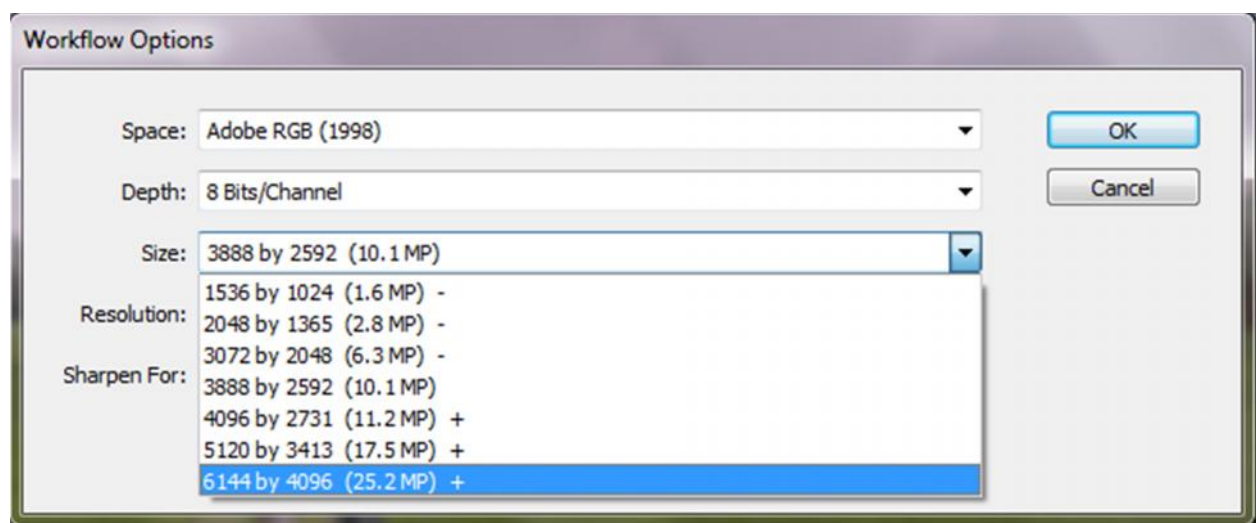 Workflow Options
Space: Adobe RGB (1998)
OK
Depth: 8 Bits/Channel
Cancel
Size: 3888 by 2592 (10.1 MP)
1536 by 1024 (1.6 MP) -
Resolution:
2048 by 1365 (2.8 MP) -
3072 by 2048 (6.3 MP) -
Sharpen For:
3888 by 2592 (10.1 MP)
4096 by 2731 (11.2 MP) +
5120 by 3413 (17.5 MP) +
6144 by 4096 (25.2 MP) +